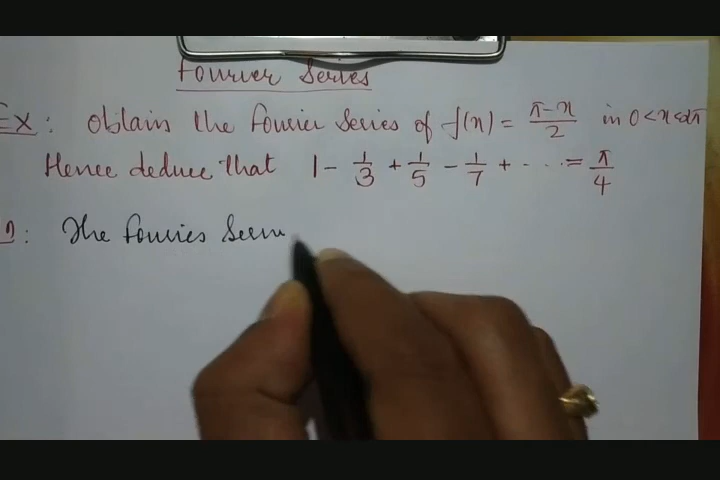 Fourier Series
Ex: Obtain the Fourier Series of f(x) = π-x/2 in 0<x<2π
Hence deduce that 1 - 1/3 + 1/5 - 1/7 + ---- = π/4
The Fourier Serie